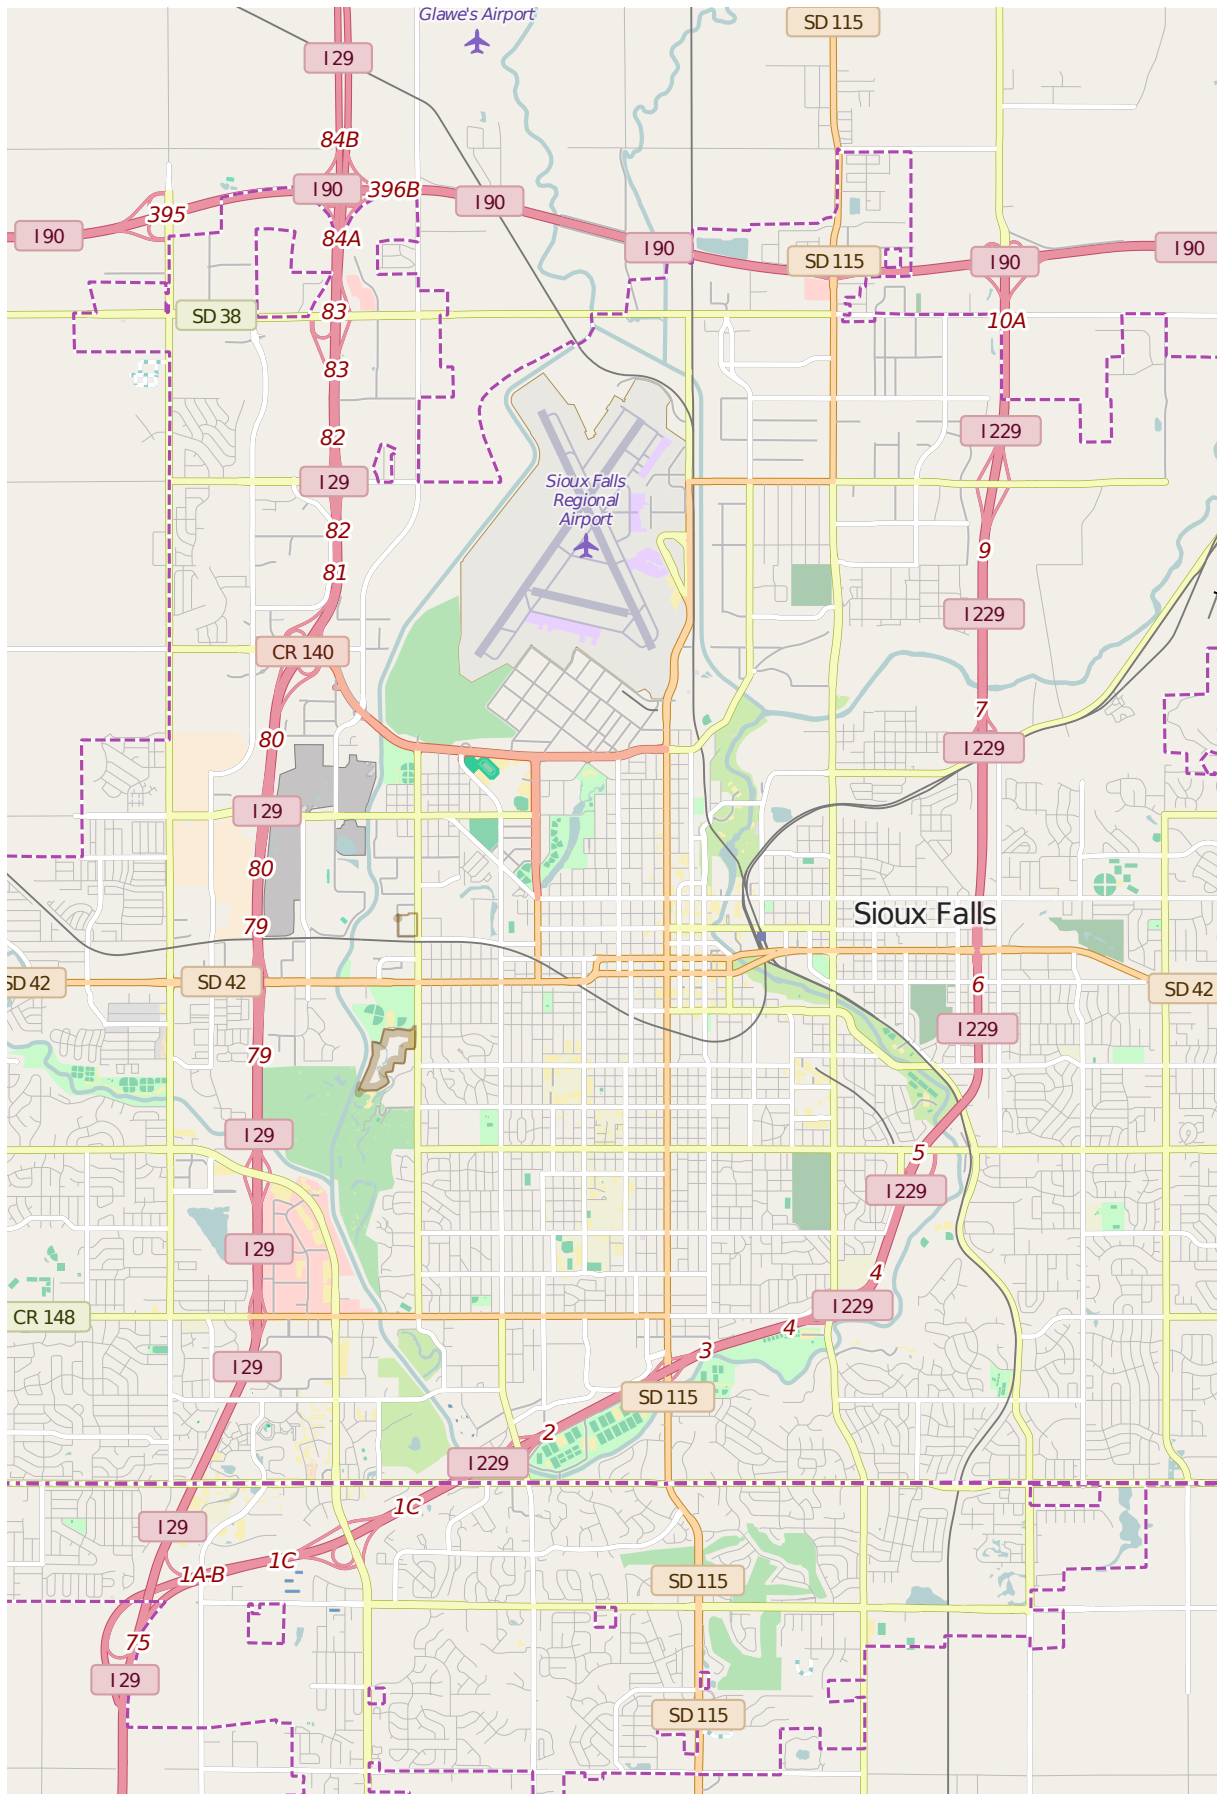 Glawe's Airport
SD 115
I 29
84B
I 90
396B
I 90
395
I 90
84A
I 90
SD 115
I 90
I 90
SD 38
83
10A
83
82
I 229
I 29
Sioux Falls
Regional
Airport
82
9
81
I 229
CR 140
7
80
I 229
I 29
80
Sioux Falls
79
SD 42
SD 42
6
SD 42
I 229
79
I 29
5
I 229
I 29
4
I 229
CR 148
4
3
I 29
SD 115
2
I 229
1C
I 29
1C
1A-B
SD 115
75
I 29
SD 115